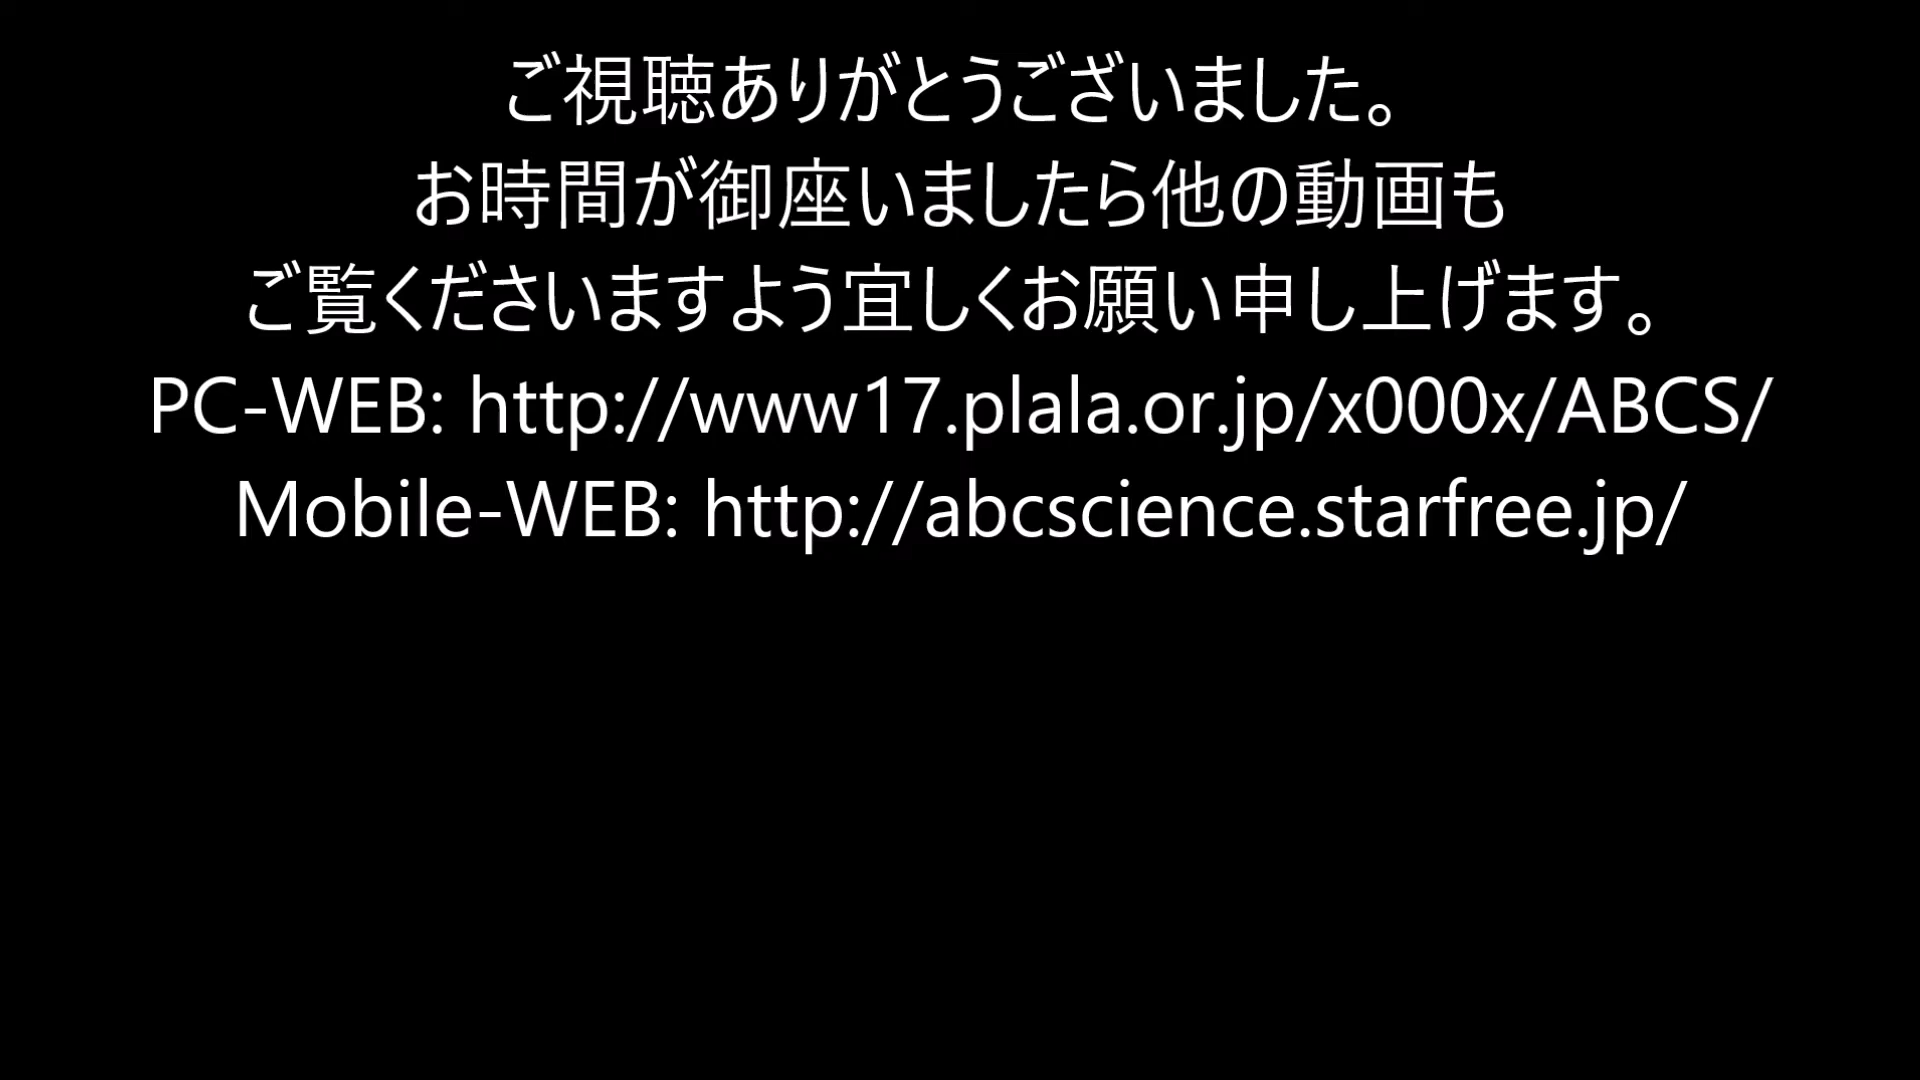 ご視聴ありがとうございました。
お時間が御座いましたら他の動画も
ご覧くださいますよう宜しくお願い申し上げます。
PC-WEB: http://www17.plala.or.jp/x000x/ABCS/
Mobile-WEB: http://abcscience.starfree.jp/